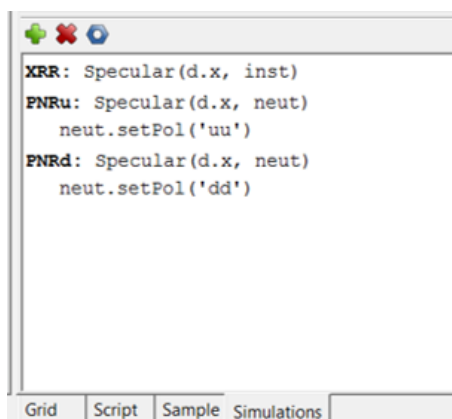 XRR: Specular(d.x, inst)
PNRu: Specular(d.x, neut)
neut.setPol('uu')
PNRd: Specular(d.x, neut)
neut.setPol('dd')
Grid Script Sample Simulations